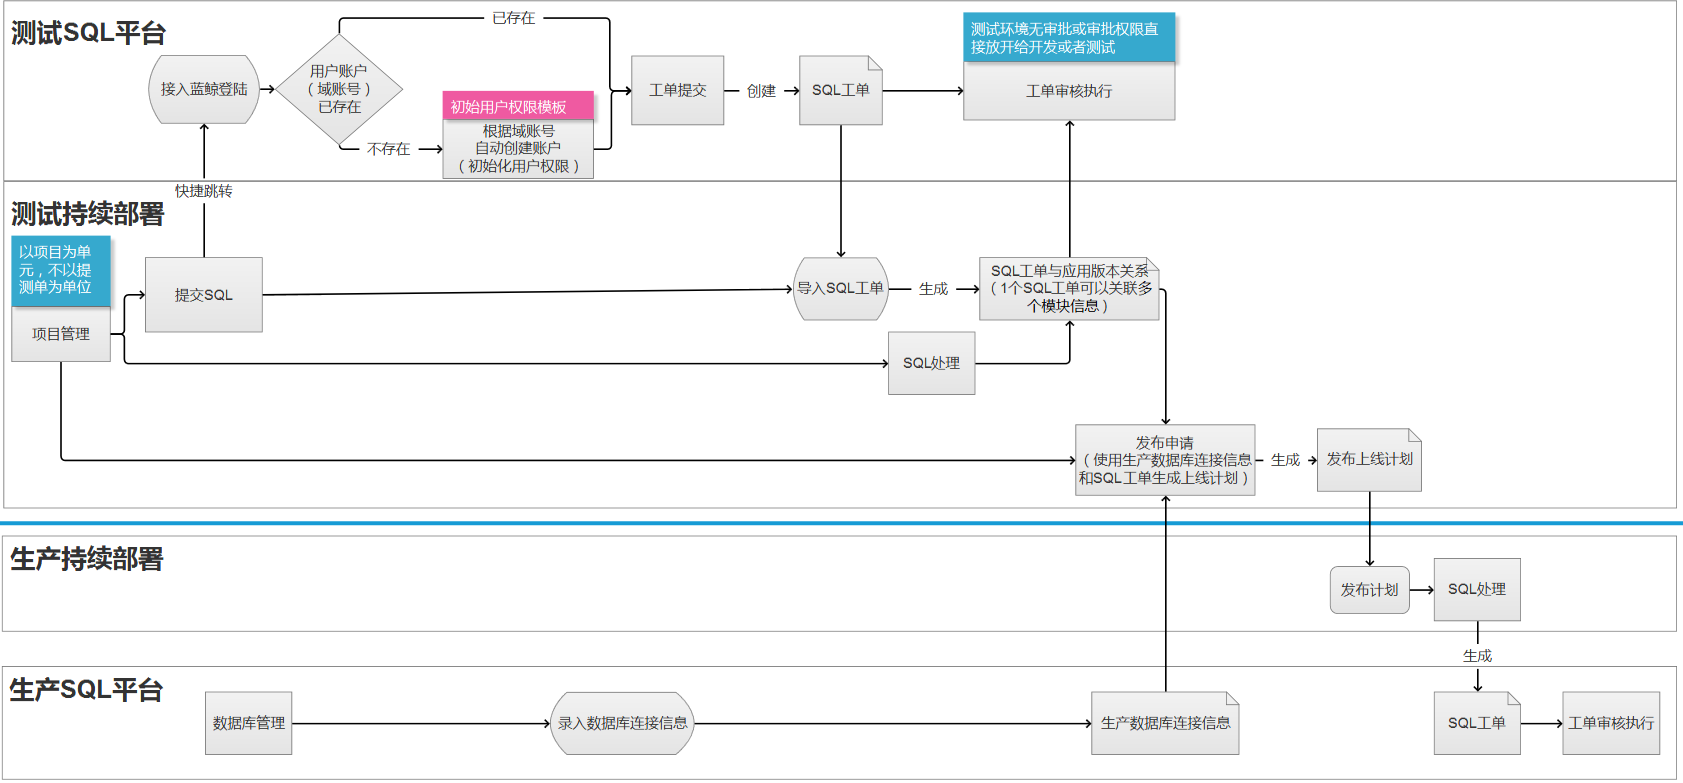 测试SQL平台
已存在
测试环境无审批或审批权限直
接放开给开发或者测试
接入蓝鲸登陆
用户账户
（域账号）
已存在
工单提交
创建
SQL工单
工单审核执行
初始用户权限模板
不存在
根据域账号
自动创建账户
（初始化用户权限）
快捷跳转
测试持续部署
以项目为单
元，不以提
测单为单位
项目管理
提交SQL
导入SQL工单
生成
SQL工单与应用版本关系
（1个SQL工单可以关联多
个模块信息）
SQL处理
发布申请
（使用生产数据库连接信息
和SQL工单生成上线计划）
生成
发布上线计划
生产持续部署
发布计划
SQL处理
生成
生产SQL平台
数据库管理
录入数据库连接信息
生产数据库连接信息
SQL工单
工单审核执行